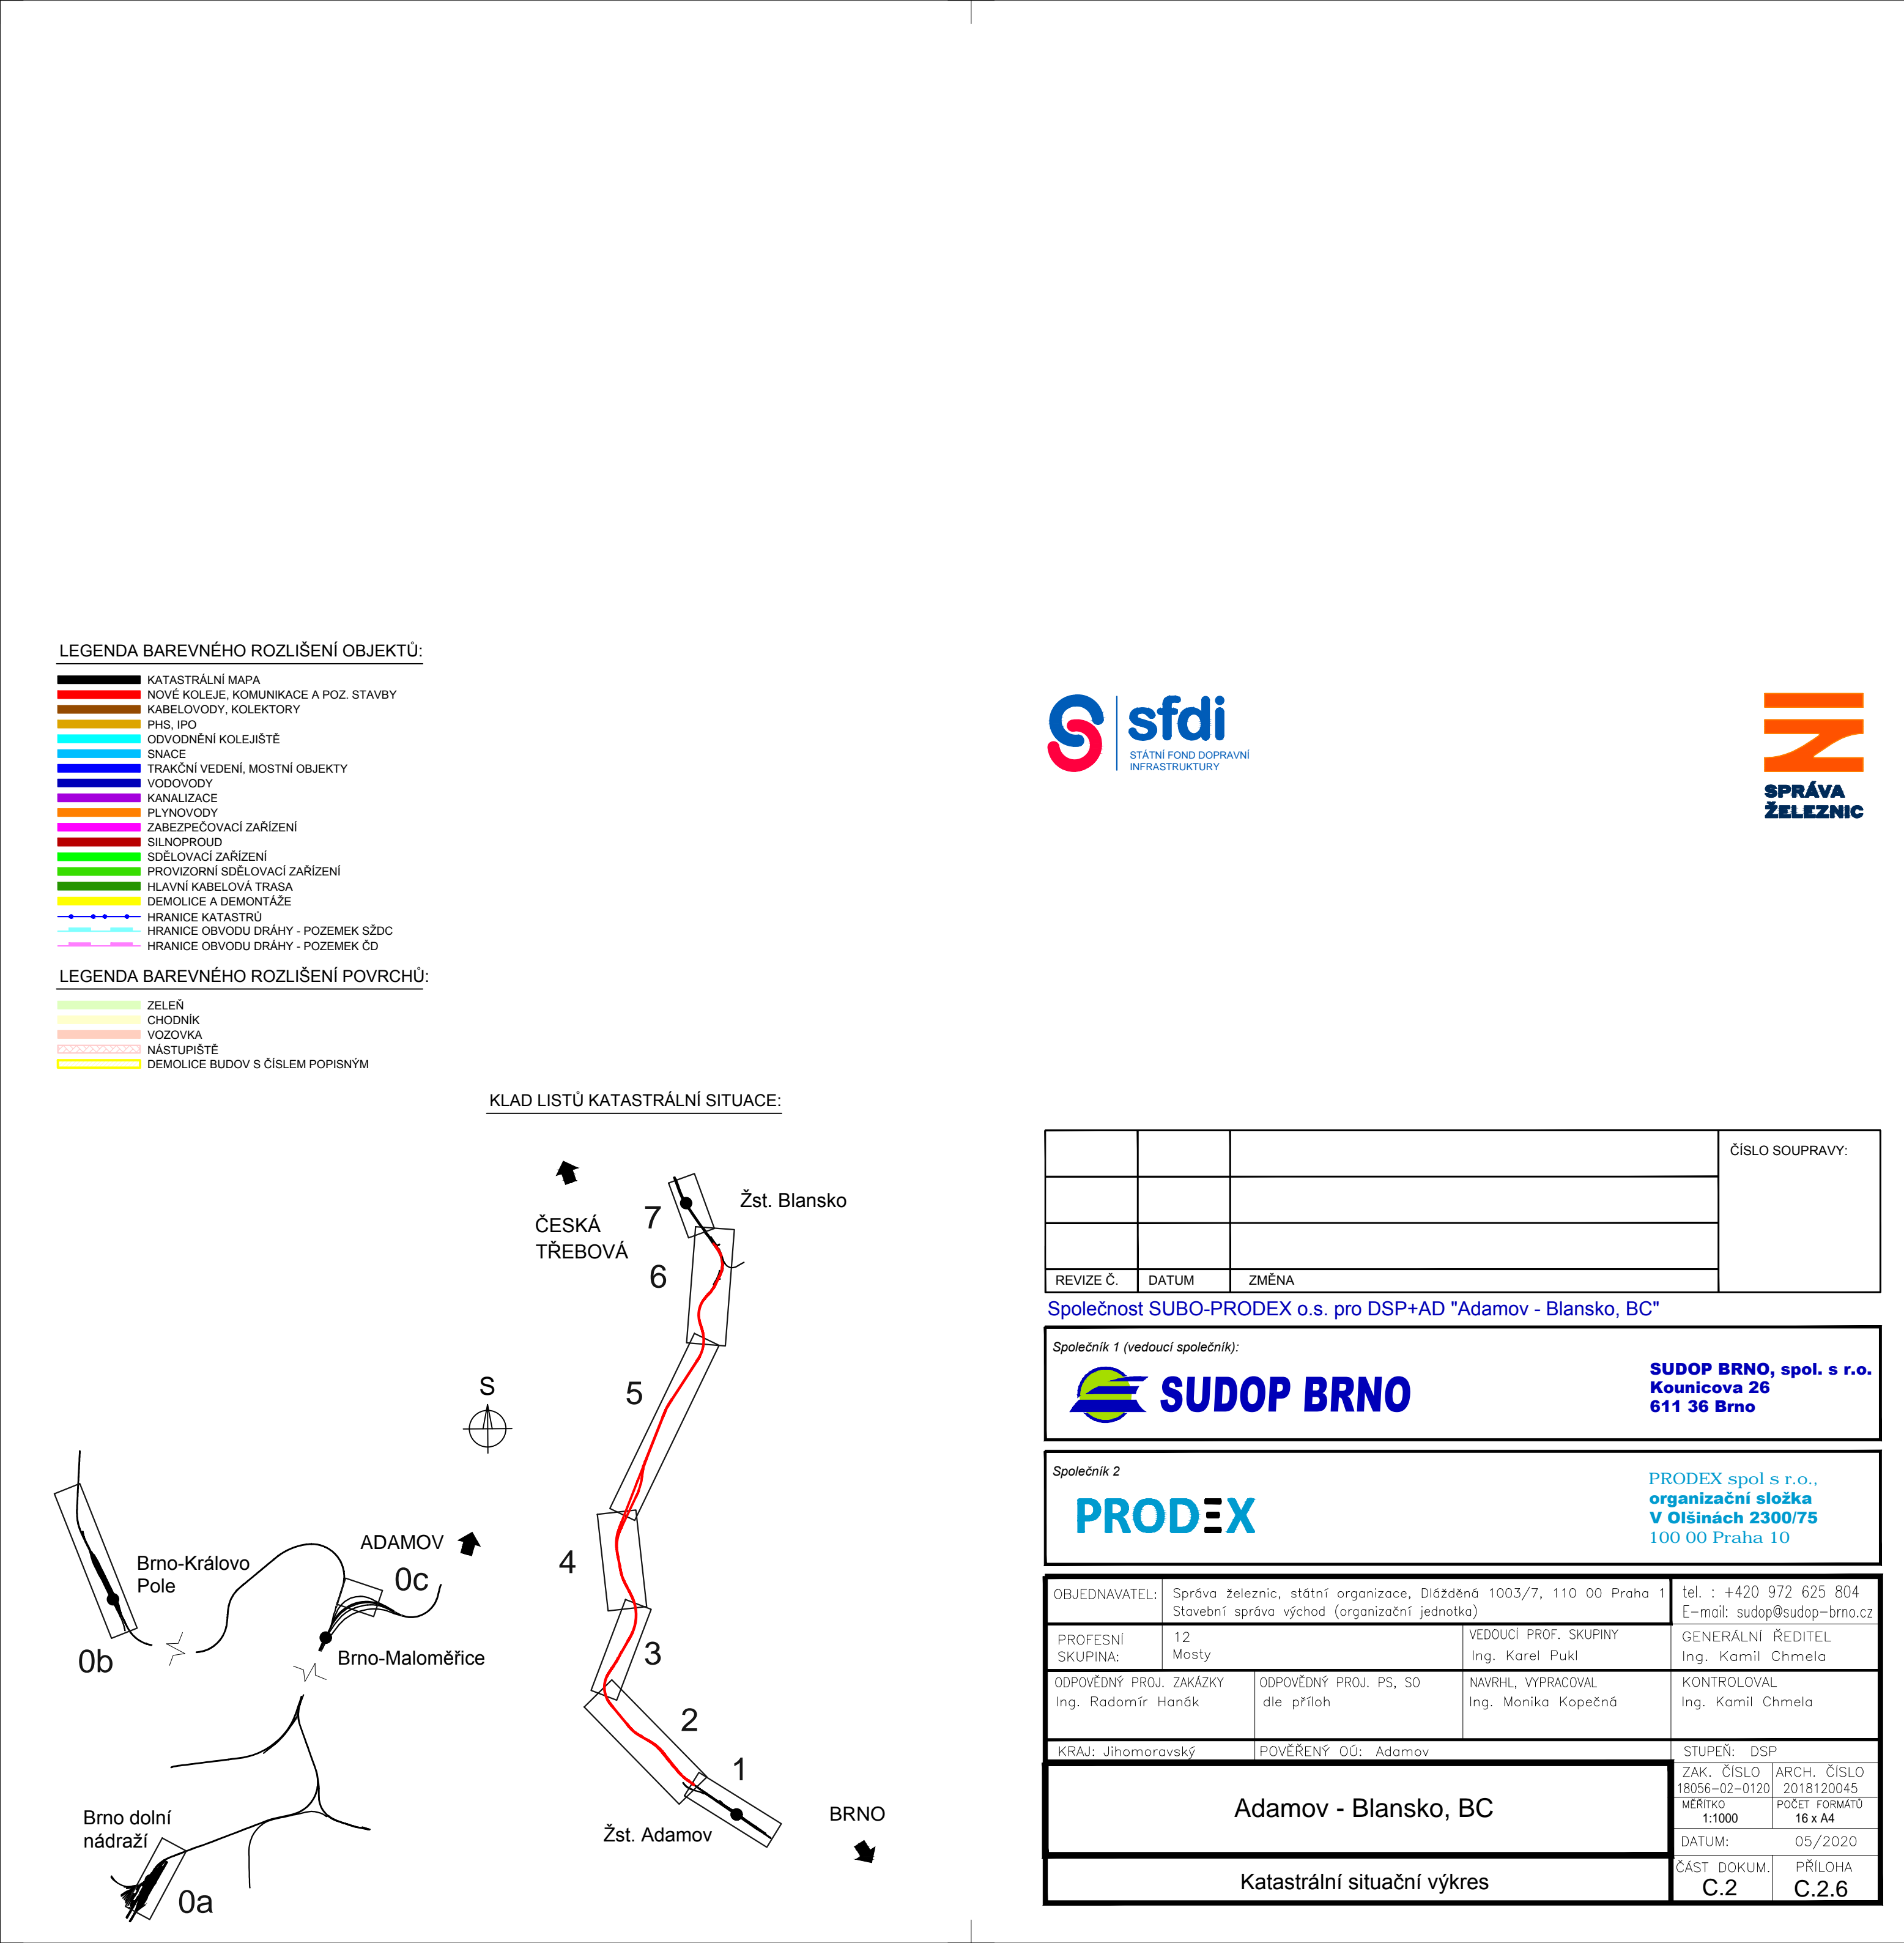 LEGENDA BAREVNÉHO ROZLIŠENÍ OBJEKTŮ:
KATASTRÁLNÍ MAPA
NOVÉ KOLEJE, KOMUNIKACE A POZ. STAVBY
KABELOVODY, KOLEKTORY
PHS, IPO
ODVODNĚNÍ KOLEJIŠTĚ
SNACE
TRAKČNÍ VEDENÍ, MOSTNÍ OBJEKTY
VODOVODY
KANALIZACE
PLYNOVODY
ZABEZPEČOVACÍ ZAŘÍZENÍ
SILNOPROUD
SDĚLOVACÍ ZAŘÍZENÍ
PROVIZORNÍ SDĚLOVACÍ ZAŘÍZENÍ
HLAVNÍ KABELOVÁ TRASA
DEMOLICE A DEMONTÁŽE
HRANICE KATASTRŮ
HRANICE OBVODU DRÁHY - POZEMEK SŽDC
HRANICE OBVODU DRÁHY - POZEMEK ČD
LEGENDA BAREVNÉHO ROZLIŠENÍ POVRCHŮ:
ZELEŇ
CHODNÍK
VOZOVKA
NÁSTUPIŠTĚ
DEMOLICE BUDOV S ČÍSLEM POPISNÝM
KLAD LISTŮ KATASTRÁLNÍ SITUACE:
ČESKÁ
TŘEBOVÁ
7
Žst. Blansko
6
5
S
4
3
2
1
Žst. Adamov
BRNO
ADAMOV
0c
Brno-Královo
Pole
0b
Brno-Maloměřice
Brno dolní
nádraží
0a
sfdi
STÁTNÍ FOND DOPRAVNÍ
INFRASTRUKTURY
SPRÁVA
ŽELEZNIC
ČÍSLO SOUPRAVY:
REVIZE Č. DATUM ZMĚNA
Společnost SUBO-PRODEX o.s. pro DSP+AD "Adamov - Blansko, BC"
Společník 1 (vedoucí společník):
SUDOP BRNO
SUDOP BRNO, spol. s r.o.
Kounicova 26
611 36 Brno
Společník 2
PRODEX
PRODEX spol s r.o.,
organizační složka
V Olšinách 2300/75
100 00 Praha 10
OBJEDNAVATEL: Správa železnic, státní organizace, Dlážděná 1003/7, 110 00 Praha 1
Stavební správa východ (organizační jednotka)
tel. : +420 972 625 804
E-mail: sudop@sudop-brno.cz
PROFESNÍ
SKUPINA:
12
Mosty
VEDOUCÍ PROF. SKUPINY
Ing. Karel Pukl
GENERÁLNÍ ŘEDITEL
Ing. Kamil Chmela
ODPOVĚDNÝ PROJ. ZAKÁZKY
Ing. Radomír Hanák
ODPOVĚDNÝ PROJ. PS, SO
dle příloh
NAVRHL, VYPRACOVAL
Ing. Monika Kopečná
KONTROLOVAL
Ing. Kamil Chmela
KRAJ: Jihomoravský
POVĚŘENÝ OÚ: Adamov
STUPEŇ: DSP
Adamov - Blansko, BC
ZAK. ČÍSLO
18056-02-0120
ARCH. ČÍSLO
2018120045
MĚŘÍTKO
1:1000
POČET FORMÁTŮ
16 x A4
DATUM: 05/2020
Katastrální situační výkres
ČÁST DOKUM.
C.2
PŘÍLOHA
C.2.6